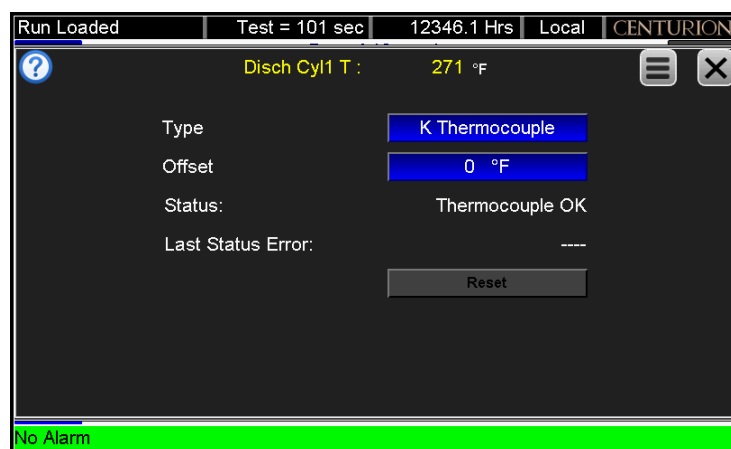 Run Loaded Test = 101 sec 12346.1 Hrs Local CENTURION
? Disch Cyl1 T : 271 °F
Type K Thermocouple
Offset 0 °F
Status: Thermocouple OK
Last Status Error: ----
Reset
No Alarm